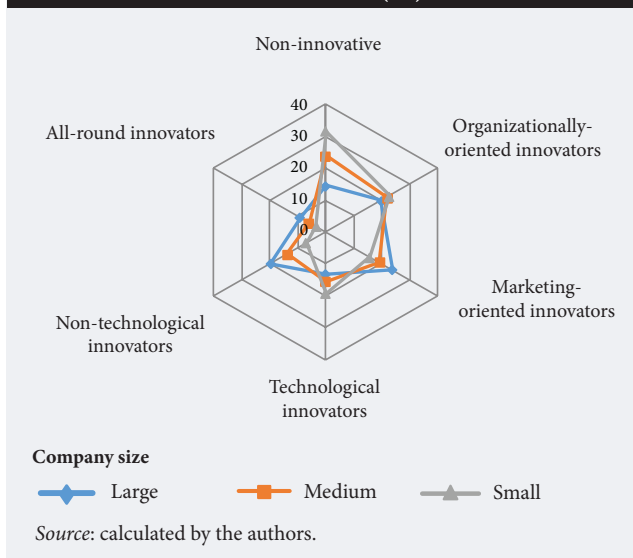 Non-innovative
40
30
20
10
0
All-round innovators
Organizationally-
oriented innovators
Non-technological
innovators
Marketing-
oriented innovators
Technological
innovators
Company size
Large
Medium
Small
Source: calculated by the authors.